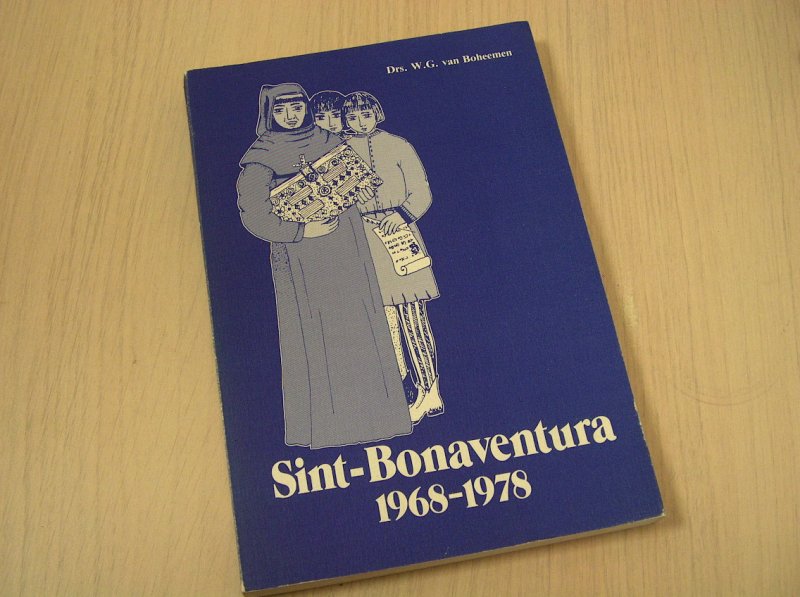 Drs. W.G. van Boheemen
Sint-Bonaventura
1968-1978